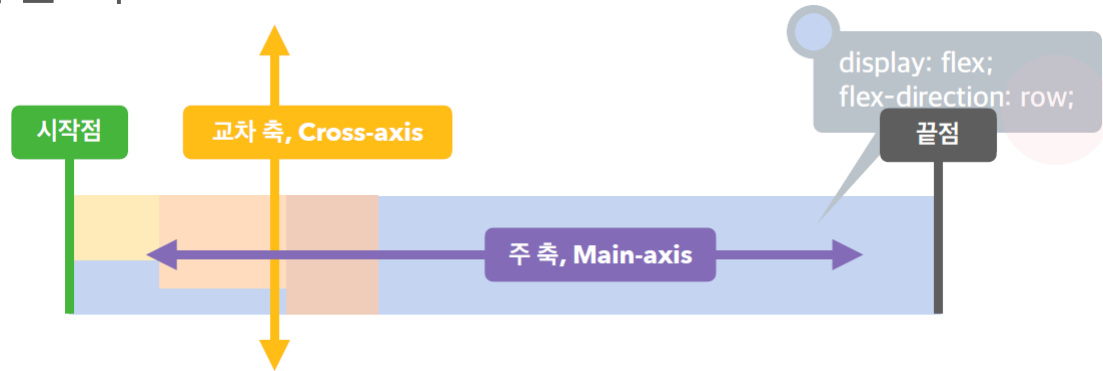 display: flex;
flex-direction: row;
시작점
교차 축, Cross-axis
끝점
주 축, Main-axis